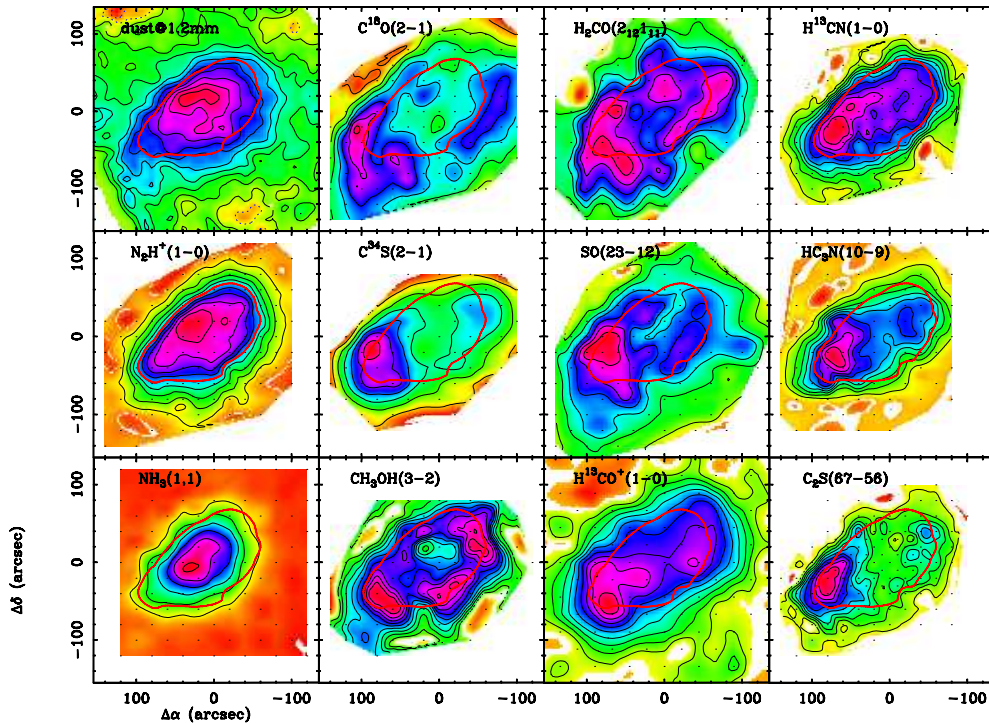 dust@1.2mm
C¹⁸O(2−1)
H₂CO(2₁₂1₁₁)
H¹³CN(1−0)
100
0
−100
N₂H⁺(1−0)
C³⁴S(2−1)
SO(23−12)
HC₃N(10−9)
100
0
−100
NH₃(1,1)
CH₃OH(3−2)
H¹³CO⁺(1−0)
C₂S(67−56)
100
0
−100
Δδ (arcsec)
100 0 −100
100 0 −100
100 0 −100
100 0 −100
Δα (arcsec)